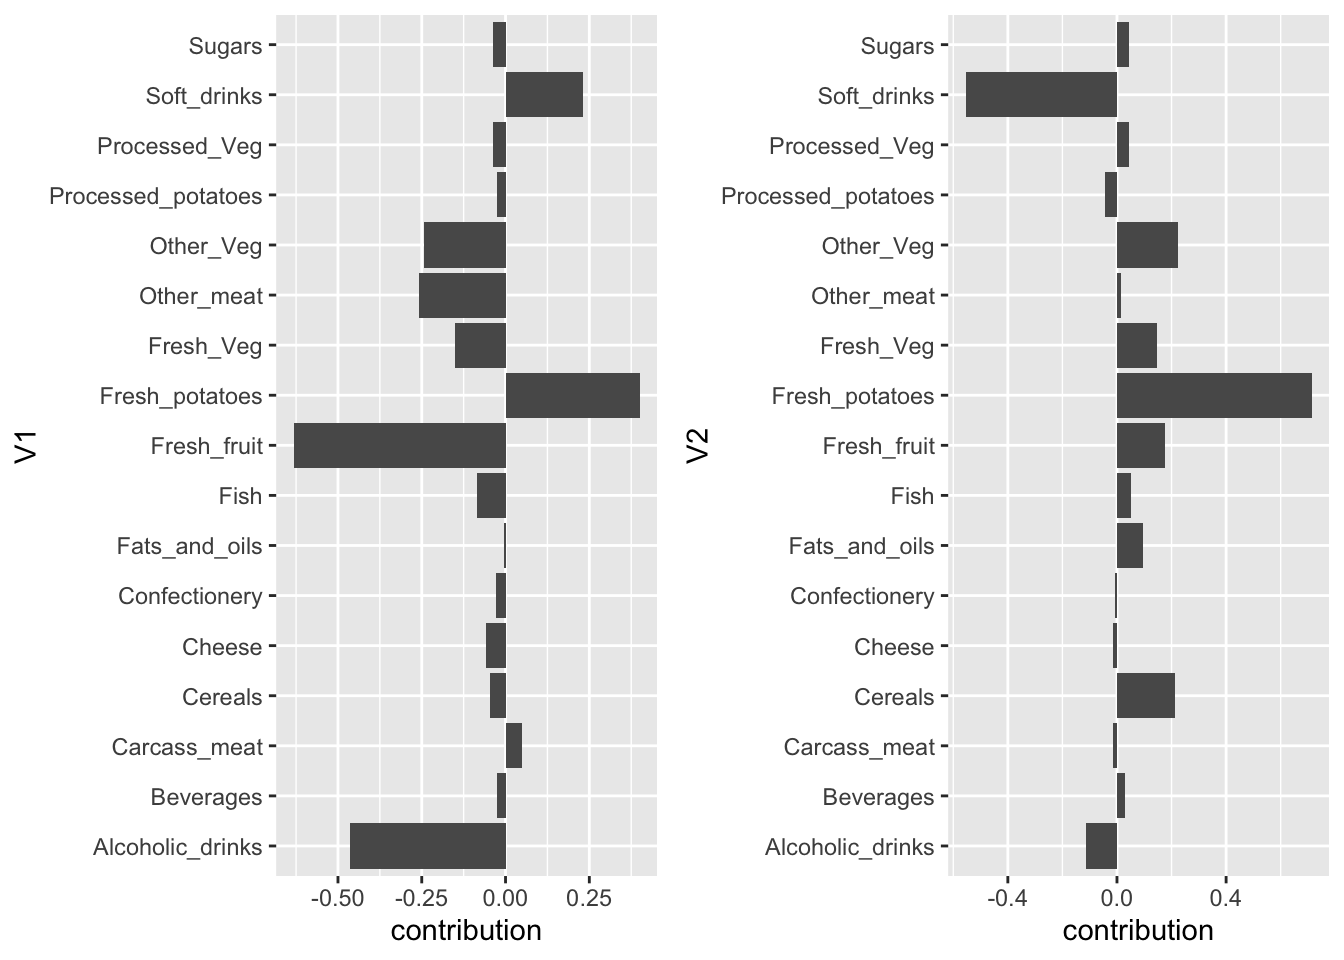 V1
Sugars
Soft_drinks
Processed_Veg
Processed_potatoes
Other_Veg
Other_meat
Fresh_Veg
Fresh_potatoes
Fresh_fruit
Fish
Fats_and_oils
Confectionery
Cheese
Cereals
Carcass_meat
Beverages
Alcoholic_drinks
-0.50 -0.25 0.00 0.25
contribution
V2
Sugars
Soft_drinks
Processed_Veg
Processed_potatoes
Other_Veg
Other_meat
Fresh_Veg
Fresh_potatoes
Fresh_fruit
Fish
Fats_and_oils
Confectionery
Cheese
Cereals
Carcass_meat
Beverages
Alcoholic_drinks
-0.4 0.0 0.4
contribution